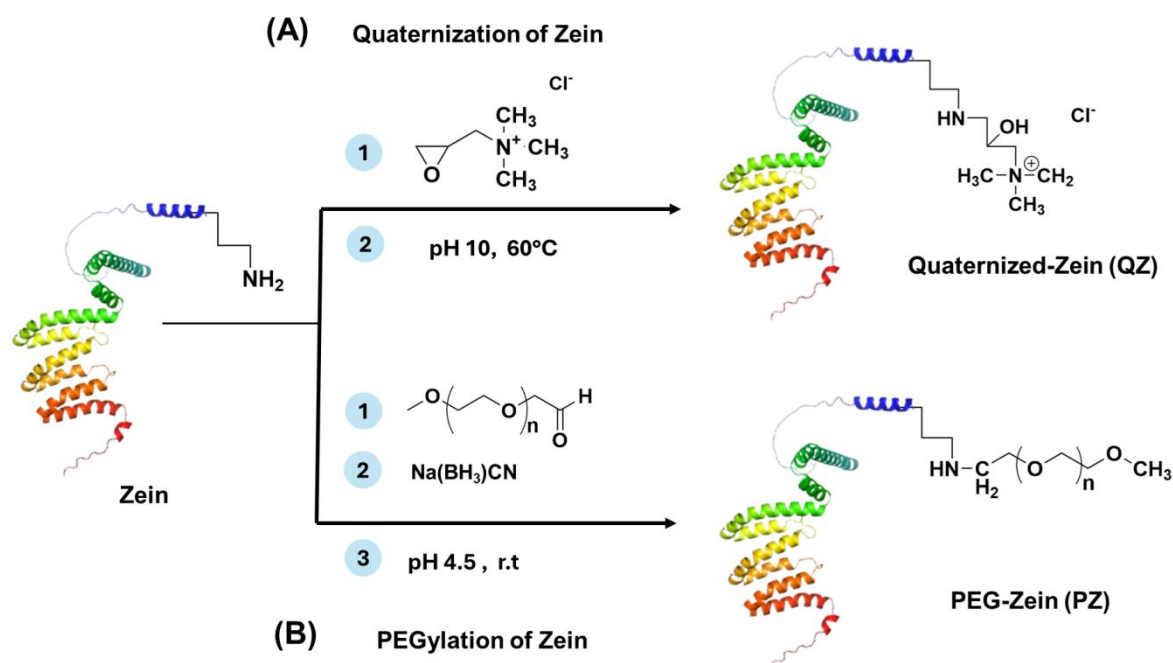 (A) Quaternization of Zein
Cl⁻
1
CH₃
N⁺ CH₃
O
CH₃
2 pH 10, 60°C
NH₂
Zein
HN
OH
Cl⁻
H₃C N⊕ CH₂
CH₃
Quaternized-Zein (QZ)
1
O ( O )n H
O
2 Na(BH₃)CN
3 pH 4.5 , r.t
(B) PEGylation of Zein
HN C H₂ ( O )n O CH₃
PEG-Zein (PZ)